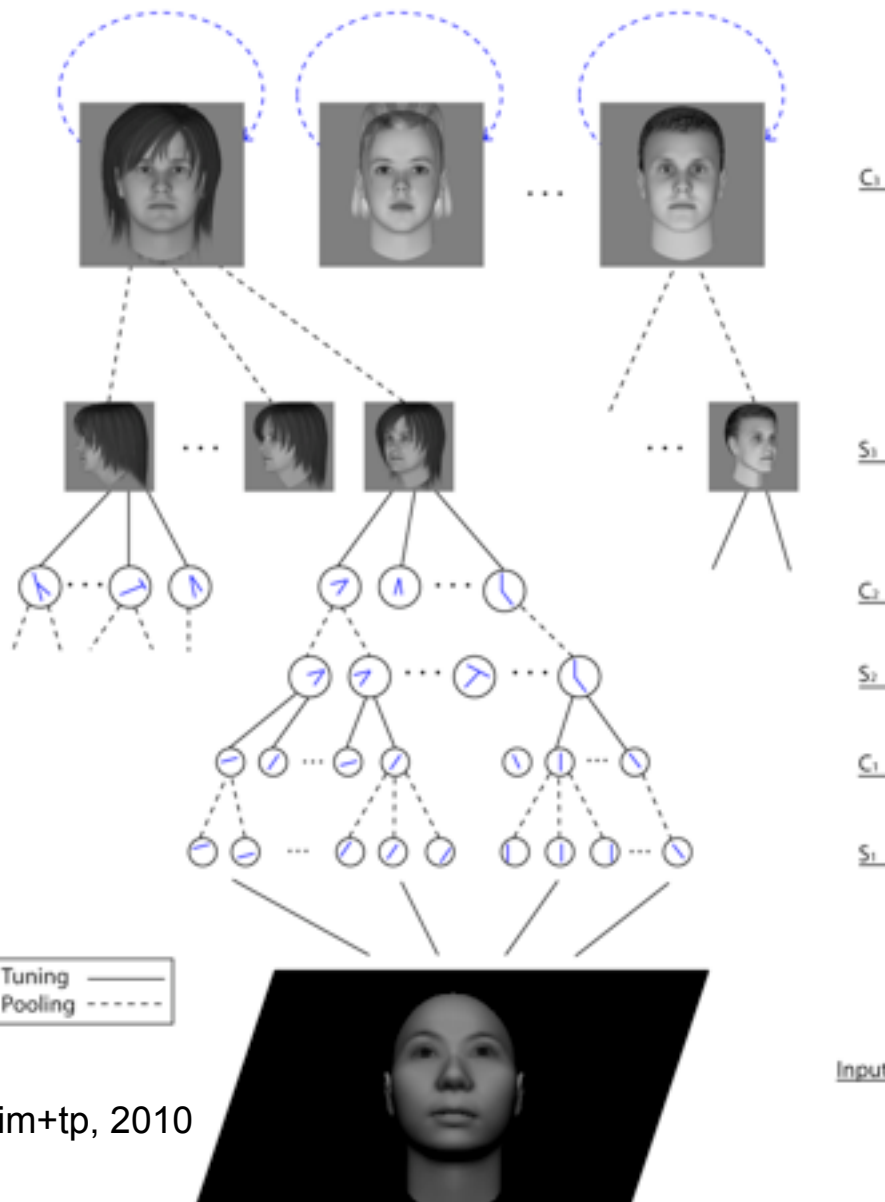 C₃
S₃
C₂
S₂
C₁
S₁
Tuning
Pooling
Input
im+tp, 2010